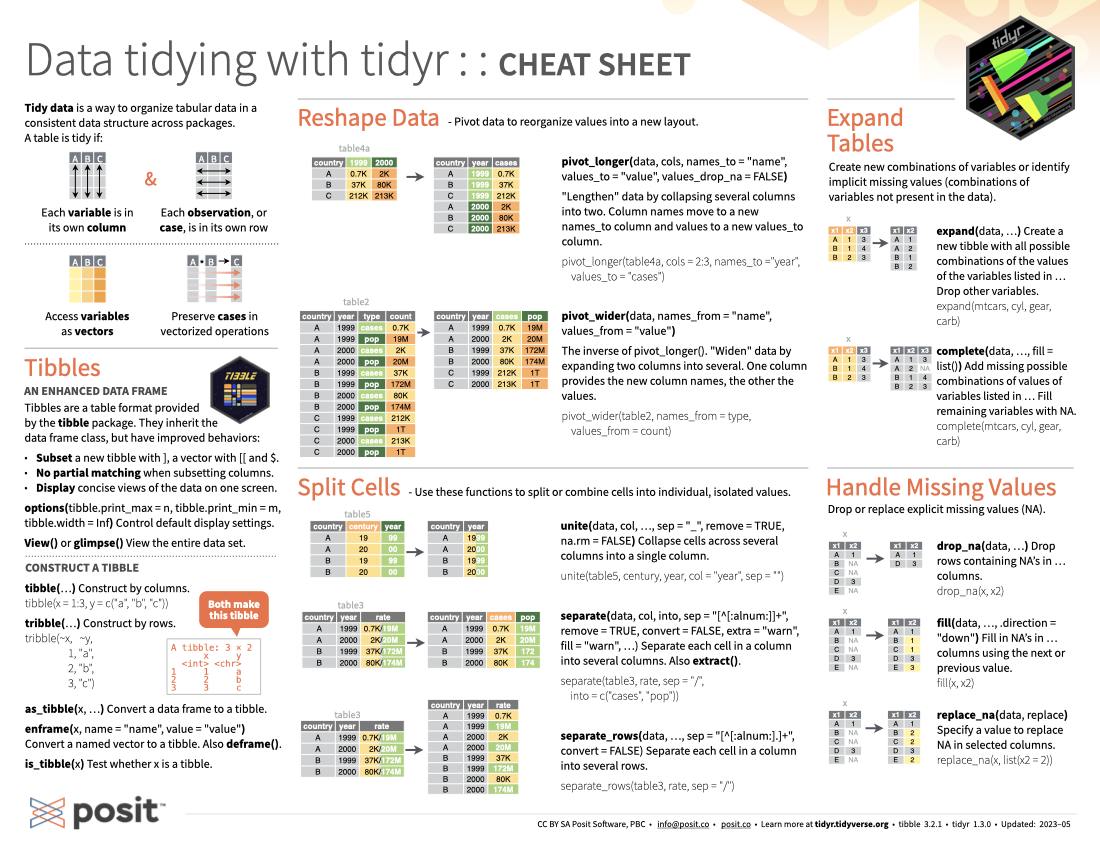 Data tidying with tidyr : : CHEAT SHEET
tidyr
Tidy data is a way to organize tabular data in a
consistent data structure across packages.
A table is tidy if:
A B C
&
A B C
Each variable is in
its own column
Each observation, or
case, is in its own row
A B C
A • B → C
Access variables
as vectors
Preserve cases in
vectorized operations
Tibbles
TIBBLE
AN ENHANCED DATA FRAME
Tibbles are a table format provided
by the tibble package. They inherit the
data frame class, but have improved behaviors:
• Subset a new tibble with ], a vector with [[ and $.
• No partial matching when subsetting columns.
• Display concise views of the data on one screen.
options(tibble.print_max = n, tibble.print_min = m,
tibble.width = Inf) Control default display settings.
View() or glimpse() View the entire data set.
CONSTRUCT A TIBBLE
tibble(…) Construct by columns.
tibble(x = 1:3, y = c("a", "b", "c"))
tribble(…) Construct by rows.
tribble(~x, ~y,
1, "a",
2, "b",
3, "c")
Both make
this tibble
A tibble: 3 × 2
x y
<int> <chr>
1 1 a
2 2 b
3 3 c
as_tibble(x, …) Convert a data frame to a tibble.
enframe(x, name = "name", value = "value")
Convert a named vector to a tibble. Also deframe().
is_tibble(x) Test whether x is a tibble.
Reshape Data - Pivot data to reorganize values into a new layout.
table4a
country 1999 2000
A 0.7K 2K
B 37K 80K
C 212K 213K
country year cases
A 1999 0.7K
B 1999 37K
C 1999 212K
A 2000 2K
B 2000 80K
C 2000 213K
pivot_longer(data, cols, names_to = "name",
values_to = "value", values_drop_na = FALSE)
"Lengthen" data by collapsing several columns
into two. Column names move to a new
names_to column and values to a new values_to
column.
pivot_longer(table4a, cols = 2:3, names_to ="year",
values_to = "cases")
table2
country year type count
A 1999 cases 0.7K
A 1999 pop 19M
A 2000 cases 2K
A 2000 pop 20M
B 1999 cases 37K
B 1999 pop 172M
B 2000 cases 80K
B 2000 pop 174M
C 1999 cases 212K
C 1999 pop 1T
C 2000 cases 213K
C 2000 pop 1T
country year cases pop
A 1999 0.7K 19M
A 2000 2K 20M
B 1999 37K 172M
B 2000 80K 174M
C 1999 212K 1T
C 2000 213K 1T
pivot_wider(data, names_from = "name",
values_from = "value")
The inverse of pivot_longer(). "Widen" data by
expanding two columns into several. One column
provides the new column names, the other the
values.
pivot_wider(table2, names_from = type,
values_from = count)
Split Cells - Use these functions to split or combine cells into individual, isolated values.
table5
country century year
A 19 99
A 20 00
B 19 99
B 20 00
country year
A 1999
A 2000
B 1999
B 2000
unite(data, col, …, sep = "_", remove = TRUE,
na.rm = FALSE) Collapse cells across several
columns into a single column.
unite(table5, century, year, col = "year", sep = "")
table3
country year rate
A 1999 0.7K/19M
A 2000 2K/20M
B 1999 37K/172M
B 2000 80K/174M
country year cases pop
A 1999 0.7K 19M
A 2000 2K 20M
B 1999 37K 172
B 2000 80K 174
separate(data, col, into, sep = "[^[:alnum:]]+",
remove = TRUE, convert = FALSE, extra = "warn",
fill = "warn", …) Separate each cell in a column
into several columns. Also extract().
separate(table3, rate, sep = "/",
into = c("cases", "pop"))
table3
country year rate
A 1999 0.7K/19M
A 2000 2K/20M
B 1999 37K/172M
B 2000 80K/174M
country year rate
A 1999 0.7K
A 1999 19M
A 2000 2K
A 2000 20M
B 1999 37K
B 1999 172M
B 2000 80K
B 2000 174M
separate_rows(data, …, sep = "[^[:alnum:].]+",
convert = FALSE) Separate each cell in a column
into several rows.
separate_rows(table3, rate, sep = "/")
Expand
Tables
Create new combinations of variables or identify
implicit missing values (combinations of
variables not present in the data).
x
x1 x2 x3
A 1 3
B 1 4
B 2 3
x1 x2
A 1
A 2
B 1
B 2
expand(data, …) Create a
new tibble with all possible
combinations of the values
of the variables listed in …
Drop other variables.
expand(mtcars, cyl, gear,
carb)
x
x1 x2 x3
A 1 3
B 1 4
B 2 3
x1 x2 x3
A 1 3
A 2 NA
B 1 4
B 2 3
complete(data, …, fill =
list()) Add missing possible
combinations of values of
variables listed in … Fill
remaining variables with NA.
complete(mtcars, cyl, gear,
carb)
Handle Missing Values
Drop or replace explicit missing values (NA).
x
x1 x2
A 1
B NA
C NA
D 3
E NA
x1 x2
A 1
D 3
drop_na(data, …) Drop
rows containing NA's in …
columns.
drop_na(x, x2)
x
x1 x2
A 1
B NA
C NA
D 3
E NA
x1 x2
A 1
B 1
C 1
D 3
E 3
fill(data, …, .direction =
"down") Fill in NA's in …
columns using the next or
previous value.
fill(x, x2)
x
x1 x2
A 1
B NA
C NA
D 3
E NA
x1 x2
A 1
B 2
C 2
D 3
E 2
replace_na(data, replace)
Specify a value to replace
NA in selected columns.
replace_na(x, list(x2 = 2))
posit™
CC BY SA Posit Software, PBC • info@posit.co • posit.co • Learn more at tidyr.tidyverse.org • tibble 3.2.1 • tidyr 1.3.0 • Updated: 2023–05